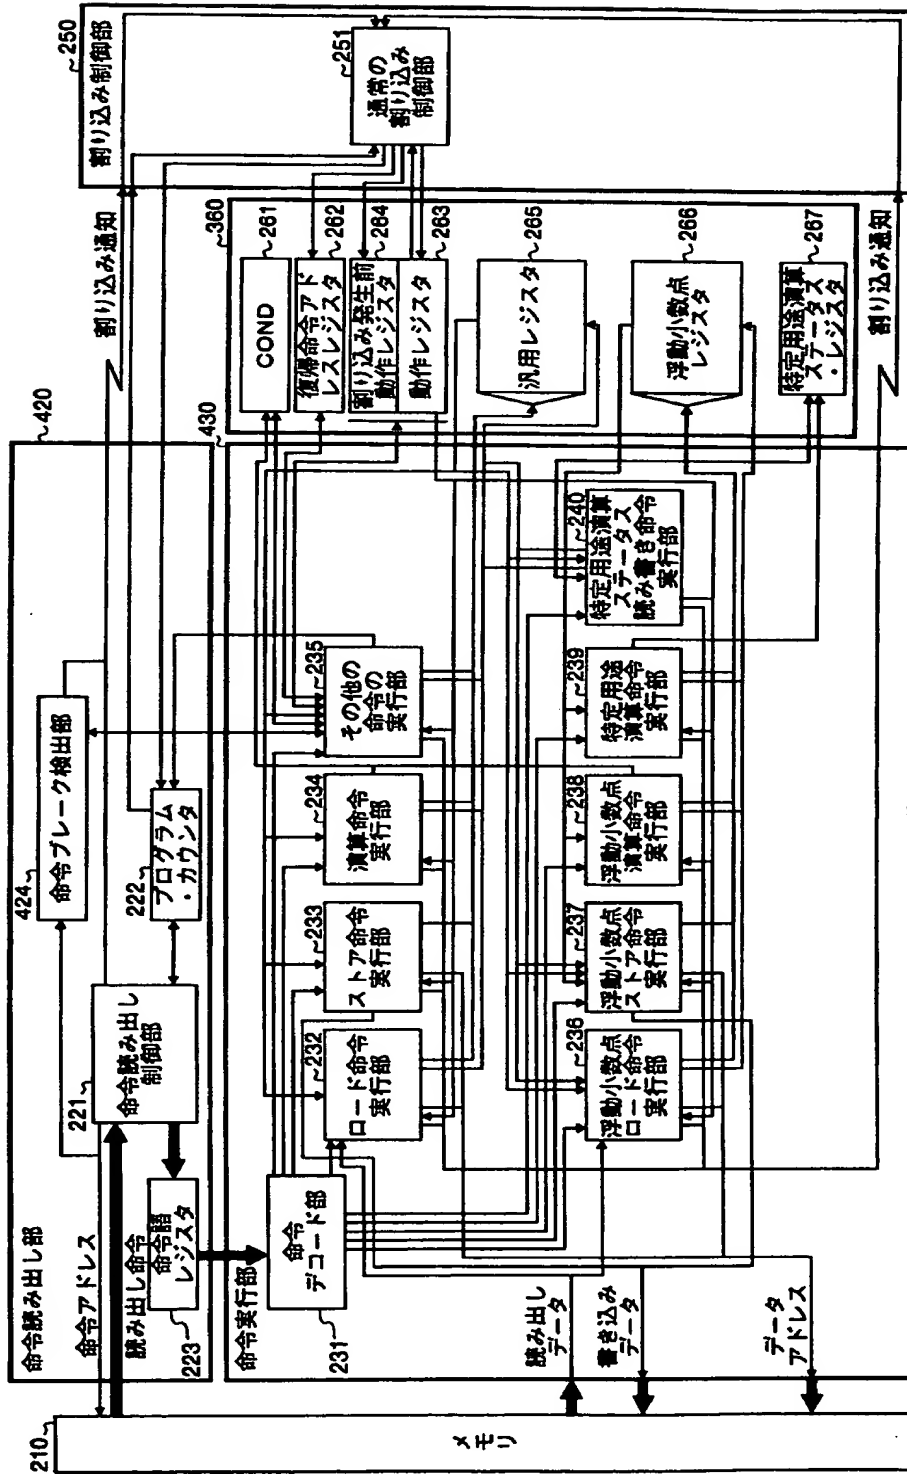 210
メモリ
420
命令読み出し部
命令アドレス
読み出し命令
221
命令読み出し
制御部
222
プログラム
・カウンタ
223
命令語
レジスタ
424
命令ブレーク検出部
割り込み通知
250
割り込み制御部
251
通常の
割り込み
制御部
430
命令実行部
231
命令
デコード部
232
ロード命令
実行部
233
ストア命令
実行部
234
演算命令
実行部
235
その他の
命令の
実行部
236
浮動小数点
ロード命令
実行部
237
浮動小数点
ストア命令
実行部
238
浮動小数点
演算命令
実行部
239
特定用途
演算命令
実行部
240
特定用途演算
ステータス
読み書き命令
実行部
読み出し
データ
書き込み
データ
データ
アドレス
360
261
COND
262
復帰命令アド
レスレジスタ
264
割り込み発生前
動作レジスタ
263
動作レジスタ
265
汎用レジスタ
266
浮動小数点
レジスタ
267
特定用途演算
ステータス
・レジスタ
割り込み通知